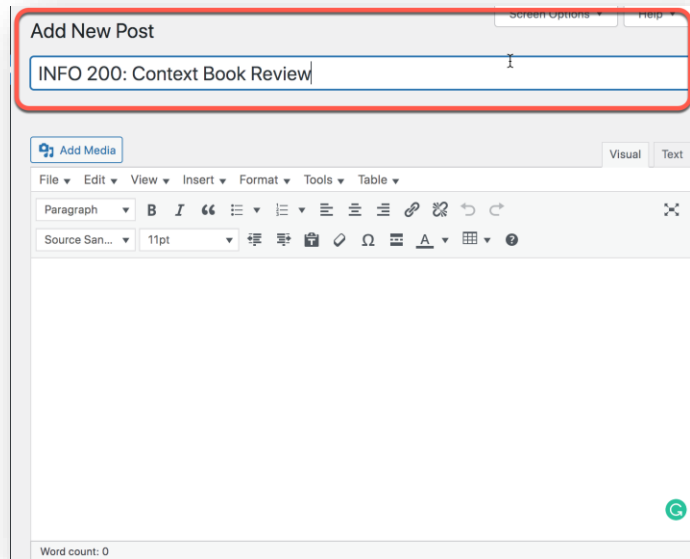 Screen Options Help
Add New Post
INFO 200: Context Book Review
Add Media
Visual Text
File Edit View Insert Format Tools Table
Paragraph B I
Source San... 11pt Ω A
Word count: 0